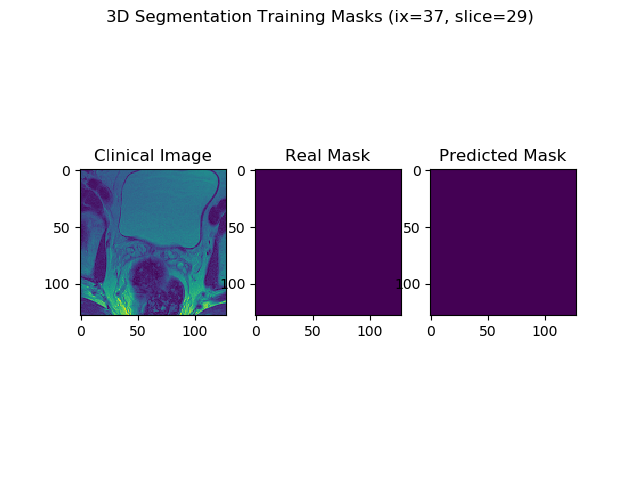 3D Segmentation Training Masks (ix=37, slice=29)
Clinical Image Real Mask Predicted Mask
0 0 0
50 50 50
100 100 100
0 50 100 0 50 100 0 50 100